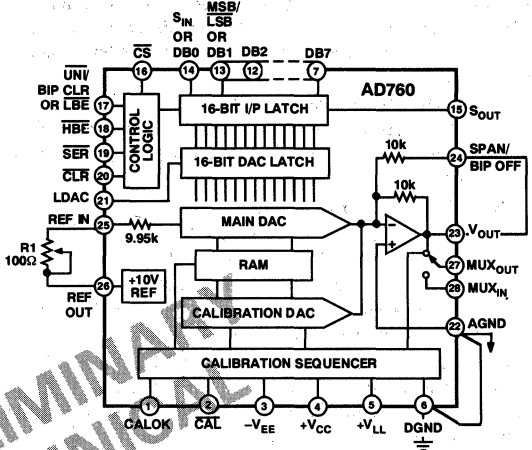 S_IN
OR
DB0
MSB/
LSB
OR
DB1
DB2
DB7
CS
16
14
13
12
7
AD760
UNI/
BIP CLR
OR LBE
17
HBE
18
SER
19
CLR
20
LDAC
21
CONTROL
LOGIC
16-BIT I/P LATCH
15
S_OUT
16-BIT DAC LATCH
10k
24
SPAN/
BIP OFF
10k
REF IN
25
9.95k
MAIN DAC
−
+
23
V_OUT
R1
100Ω
RAM
27
MUX_OUT
26
+10V
REF
REF
OUT
28
MUX_IN
CALIBRATION DAC
22
AGND
CALIBRATION SEQUENCER
1
2
3
4
5
6
CALOK
CAL
−V_EE
+V_CC
+V_LL
DGND